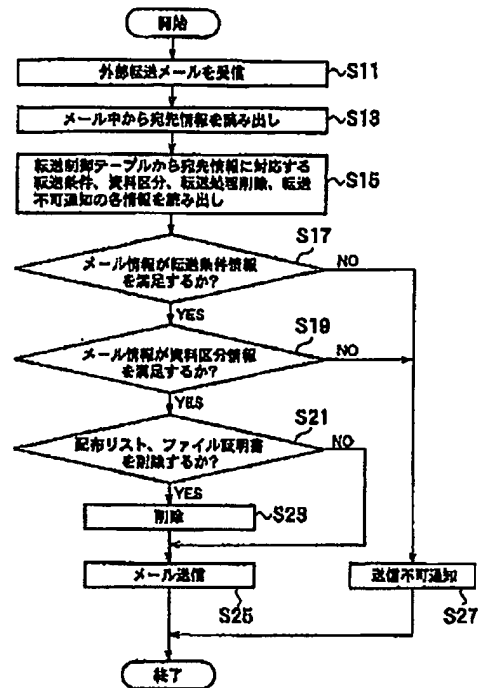 開始
外部転送メールを受信
~S11
メール中から宛先情報を読み出し
~S13
転送制御テーブルから宛先情報に対応する
転送条件、資料区分、転送処理削除、転送
不可通知の各情報を読み出し
~S15
S17
メール情報が転送条件情報
を満足するか?
NO
YES
S19
メール情報が資料区分情報
を満足するか?
NO
YES
S21
配布リスト、ファイル証明書
を削除するか?
NO
YES
削除
~S23
メール送信
S25
送信不可通知
S27
終了